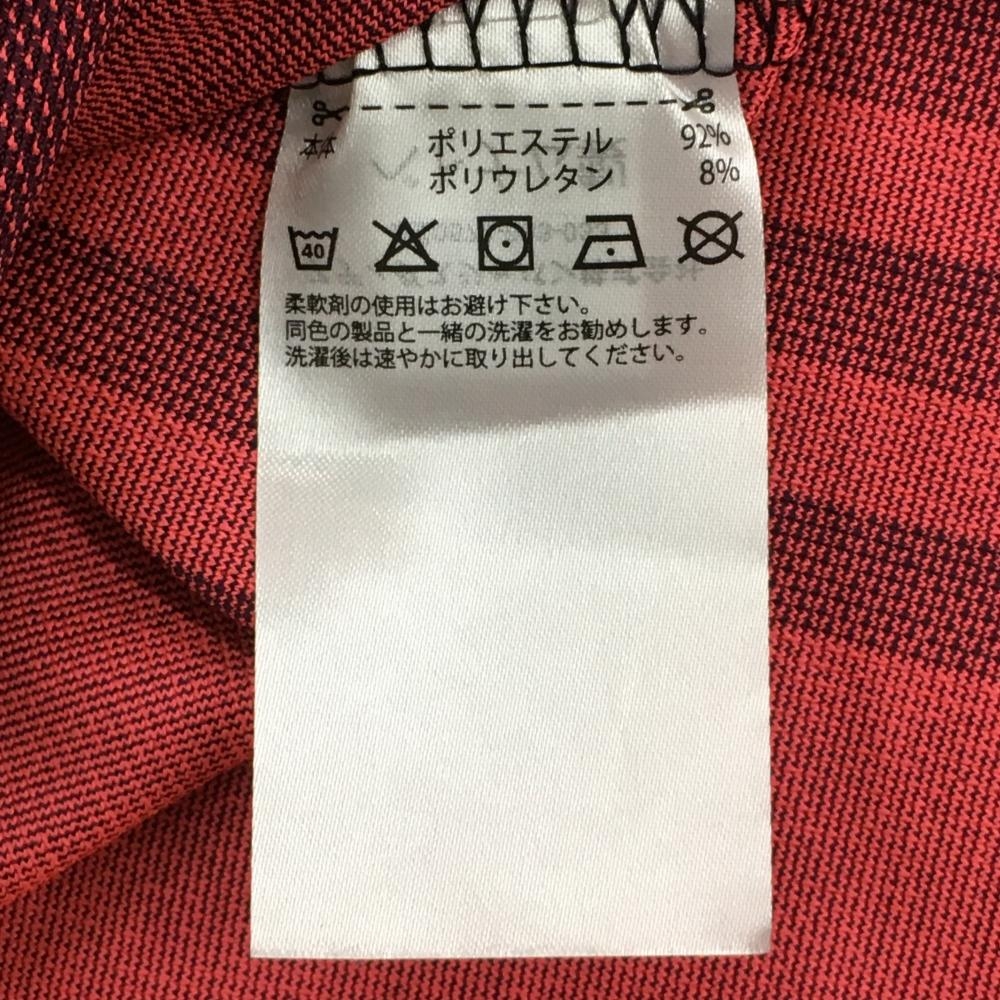 本体 ポリエステル 92%
ポリウレタン 8%
40
柔軟剤の使用はお避け下さい。
同色の製品と一緒の洗濯をお勧めします。
洗濯後は速やかに取り出してください。